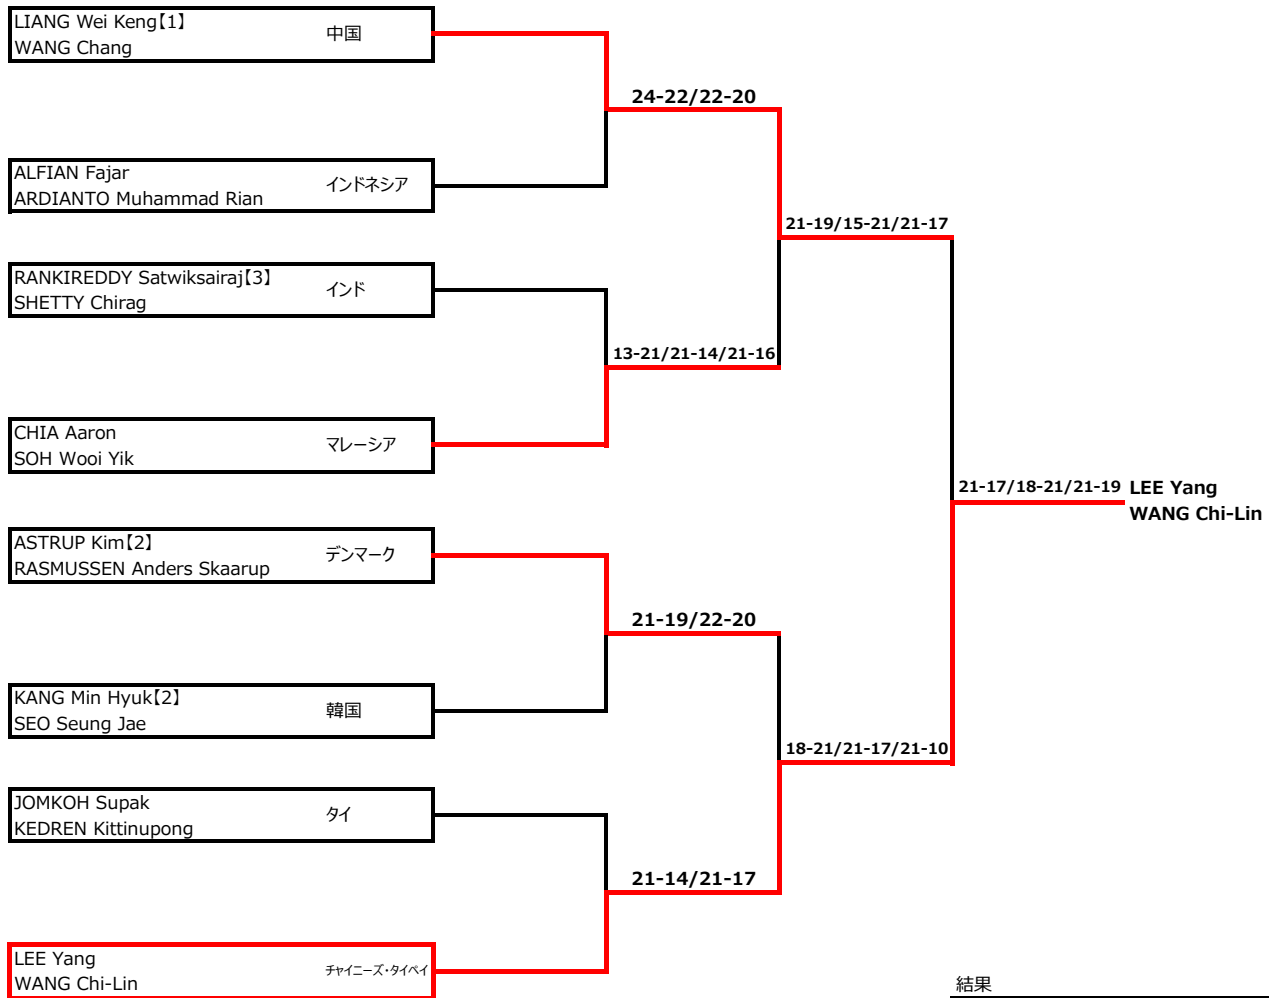 LIANG Wei Keng【1】
WANG Chang
中国
24-22/22-20
ALFIAN Fajar
ARDIANTO Muhammad Rian
インドネシア
21-19/15-21/21-17
RANKIREDDY Satwiksairaj【3】
SHETTY Chirag
インド
13-21/21-14/21-16
CHIA Aaron
SOH Wooi Yik
マレーシア
21-17/18-21/21-19
LEE Yang
WANG Chi-Lin
ASTRUP Kim【2】
RASMUSSEN Anders Skaarup
デンマーク
21-19/22-20
KANG Min Hyuk【2】
SEO Seung Jae
韓国
18-21/21-17/21-10
JOMKOH Supak
KEDREN Kittinupong
タイ
21-14/21-17
LEE Yang
WANG Chi-Lin
チャイニーズ・タイペイ
結果